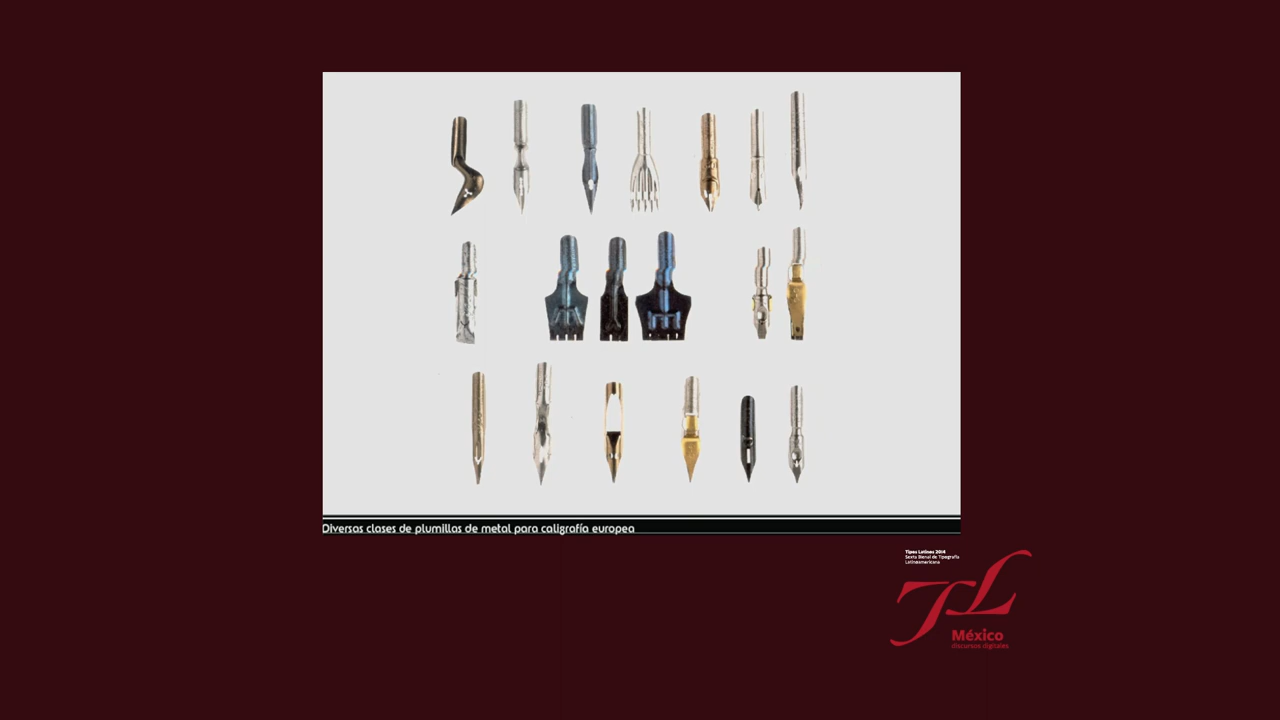 Diversas clases de plumillas de metal para caligrafía europea
Tipos Latinos 2014
Sexta Bienal de Tipografía
Latinoamericana
TL
México
discursos digitales